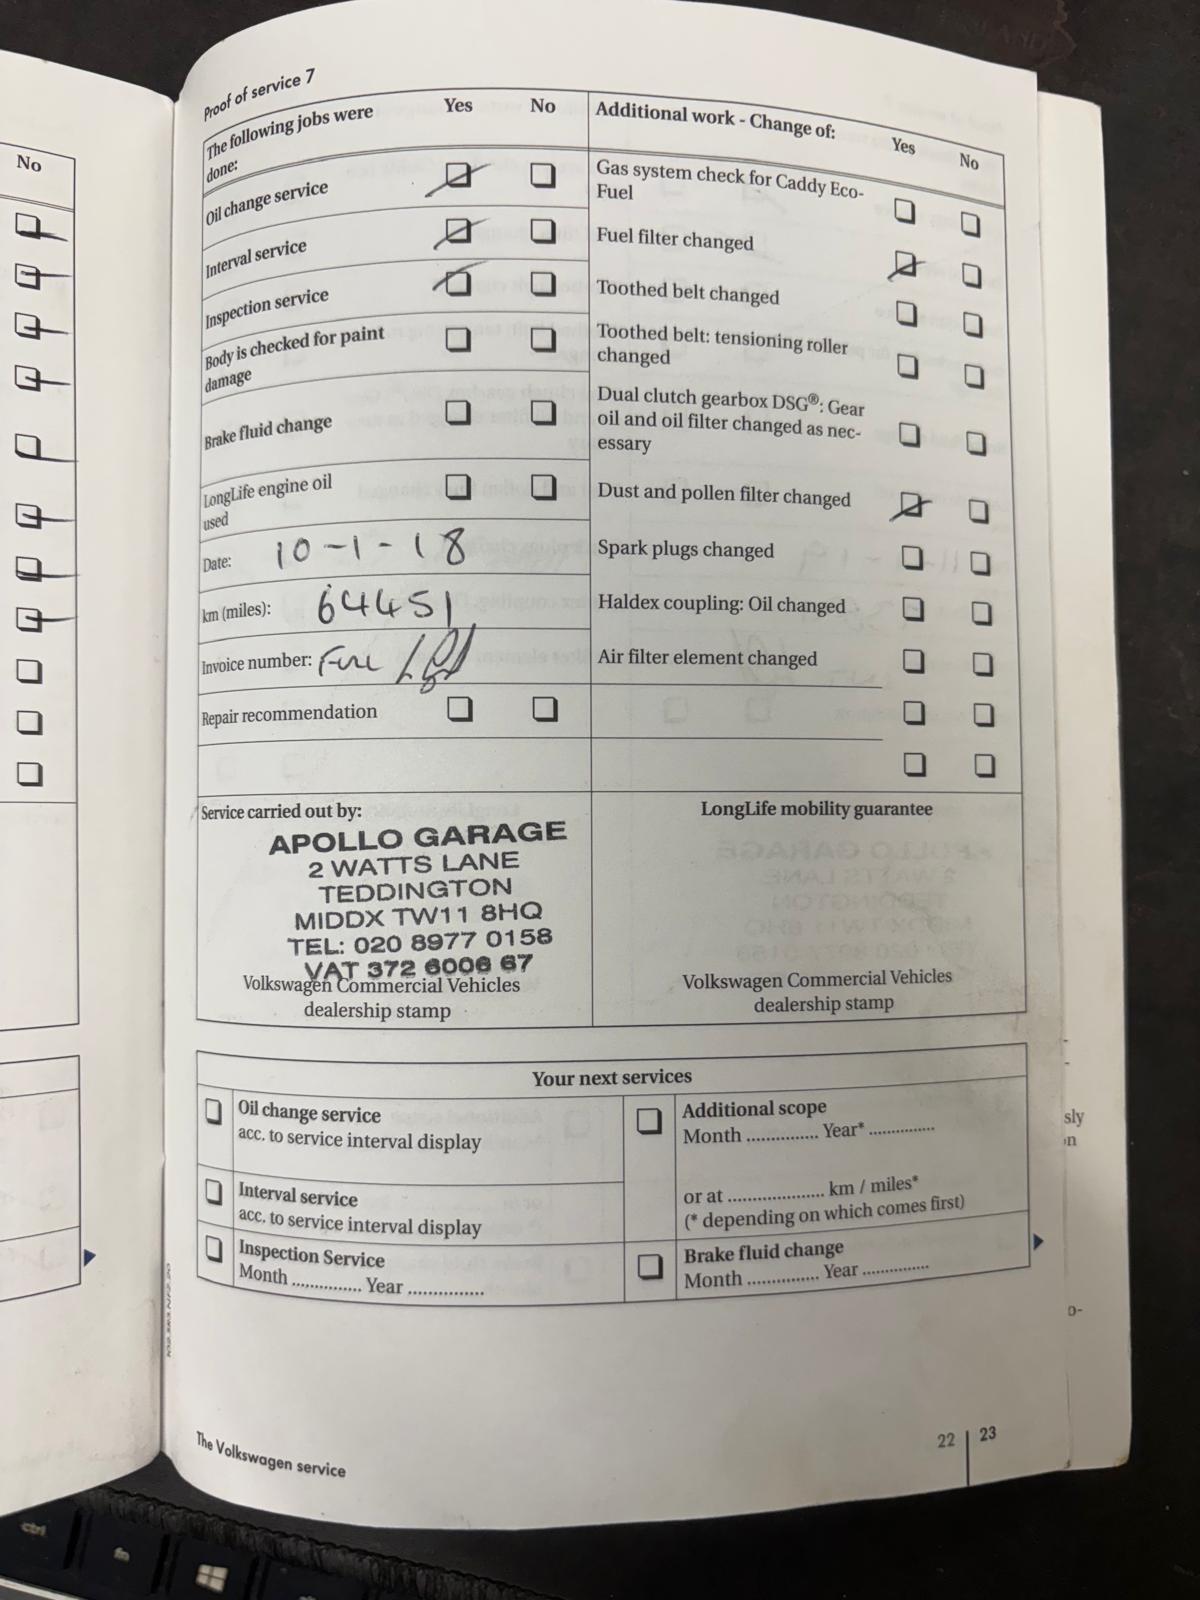 No
Proof of service 7
The following jobs were done:
Yes
No
Oil change service
Interval service
Inspection service
Body is checked for paint
damage
Brake fluid change
LongLife engine oil
used
Date: 10-1-18
km (miles): 64451
Invoice number:
Repair recommendation
Additional work - Change of:
Yes
No
Gas system check for Caddy Eco-
Fuel
Fuel filter changed
Toothed belt changed
Toothed belt: tensioning roller
changed
Dual clutch gearbox DSG®: Gear
oil and oil filter changed as nec-
essary
Dust and pollen filter changed
Spark plugs changed
Haldex coupling: Oil changed
Air filter element changed
Service carried out by:
APOLLO GARAGE
2 WATTS LANE
TEDDINGTON
MIDDX TW11 8HQ
TEL: 020 8977 0158
VAT 372 6006 67
Volkswagen Commercial Vehicles
dealership stamp
LongLife mobility guarantee
Volkswagen Commercial Vehicles
dealership stamp
Your next services
Oil change service
acc. to service interval display
Interval service
acc. to service interval display
Inspection Service
Month .............. Year ...............
Additional scope
Month .............. Year* .............
or at .................... km / miles*
(* depending on which comes first)
Brake fluid change
Month .............. Year .............
The Volkswagen service
22 | 23
sly
ctrl
fn